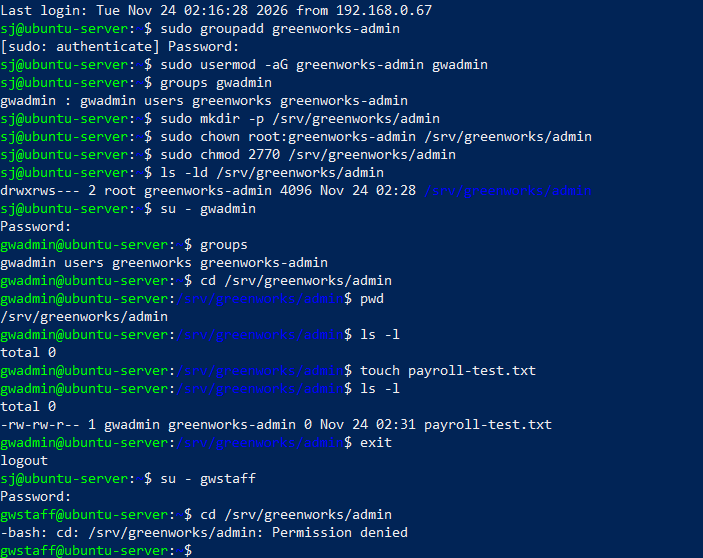 Last login: Tue Nov 24 02:16:28 2026 from 192.168.0.67
sj@ubuntu-server: $ sudo groupadd greenworks-admin
[sudo: authenticate] Password:
sj@ubuntu-server: $ sudo usermod -aG greenworks-admin gwadmin
sj@ubuntu-server: $ groups gwadmin
gwadmin : gwadmin users greenworks greenworks-admin
sj@ubuntu-server: $ sudo mkdir -p /srv/greenworks/admin
sj@ubuntu-server: $ sudo chown root:greenworks-admin /srv/greenworks/admin
sj@ubuntu-server: $ sudo chmod 2770 /srv/greenworks/admin
sj@ubuntu-server: $ ls -ld /srv/greenworks/admin
drwxrws--- 2 root greenworks-admin 4096 Nov 24 02:28 /srv/greenworks/admin
sj@ubuntu-server: $ su - gwadmin
Password:
gwadmin@ubuntu-server: $ groups
gwadmin users greenworks greenworks-admin
gwadmin@ubuntu-server: $ cd /srv/greenworks/admin
gwadmin@ubuntu-server:/srv/greenworks/admin$ pwd
/srv/greenworks/admin
gwadmin@ubuntu-server:/srv/greenworks/admin$ ls -l
total 0
gwadmin@ubuntu-server:/srv/greenworks/admin$ touch payroll-test.txt
gwadmin@ubuntu-server:/srv/greenworks/admin$ ls -l
total 0
-rw-rw-r-- 1 gwadmin greenworks-admin 0 Nov 24 02:31 payroll-test.txt
gwadmin@ubuntu-server:/srv/greenworks/admin$ exit
logout
sj@ubuntu-server: $ su - gwstaff
Password:
gwstaff@ubuntu-server: $ cd /srv/greenworks/admin
-bash: cd: /srv/greenworks/admin: Permission denied
gwstaff@ubuntu-server: $